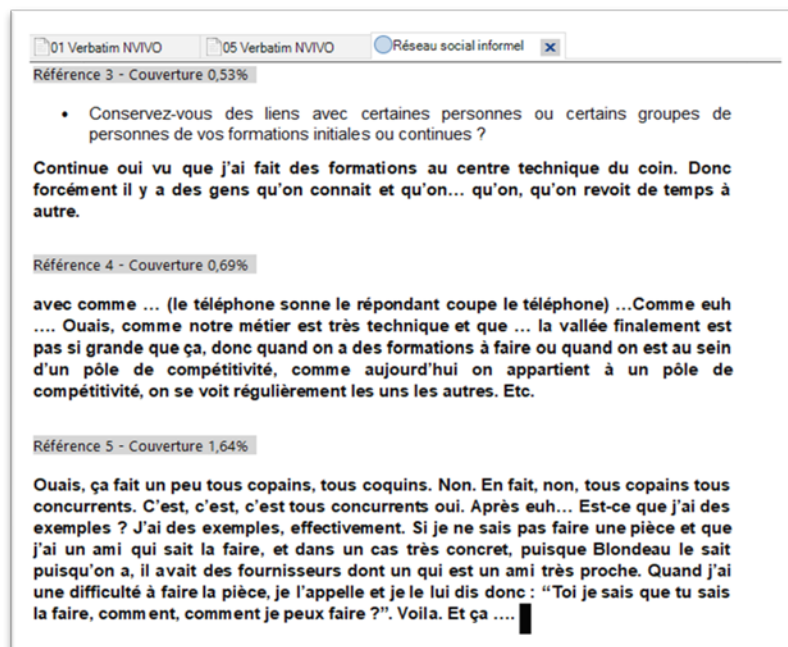 01 Verbatim NVIVO 05 Verbatim NVIVO Réseau social informel
Référence 3 - Couverture 0,53%
• Conservez-vous des liens avec certaines personnes ou certains groupes de
personnes de vos formations initiales ou continues ?
Continue oui vu que j'ai fait des formations au centre technique du coin. Donc
forcément il y a des gens qu'on connait et qu'on… qu'on, qu'on revoit de temps à
autre.
Référence 4 - Couverture 0,69%
avec comme … (le téléphone sonne le répondant coupe le téléphone) …Comme euh
…. Ouais, comme notre métier est très technique et que … la vallée finalement est
pas si grande que ça, donc quand on a des formations à faire ou quand on est au sein
d'un pôle de compétitivité, comme aujourd'hui on appartient à un pôle de
compétitivité, on se voit régulièrement les uns les autres. Etc.
Référence 5 - Couverture 1,64%
Ouais, ça fait un peu tous copains, tous coquins. Non. En fait, non, tous copains tous
concurrents. C'est, c'est, c'est tous concurrents oui. Après euh… Est-ce que j'ai des
exemples ? J'ai des exemples, effectivement. Si je ne sais pas faire une pièce et que
j'ai un ami qui sait la faire, et dans un cas très concret, puisque Blondeau le sait
puisqu'on a, il avait des fournisseurs dont un qui est un ami très proche. Quand j'ai
une difficulté à faire la pièce, je l'appelle et je le lui dis donc : “Toi je sais que tu sais
la faire, comment, comment je peux faire ?”. Voila. Et ça ….